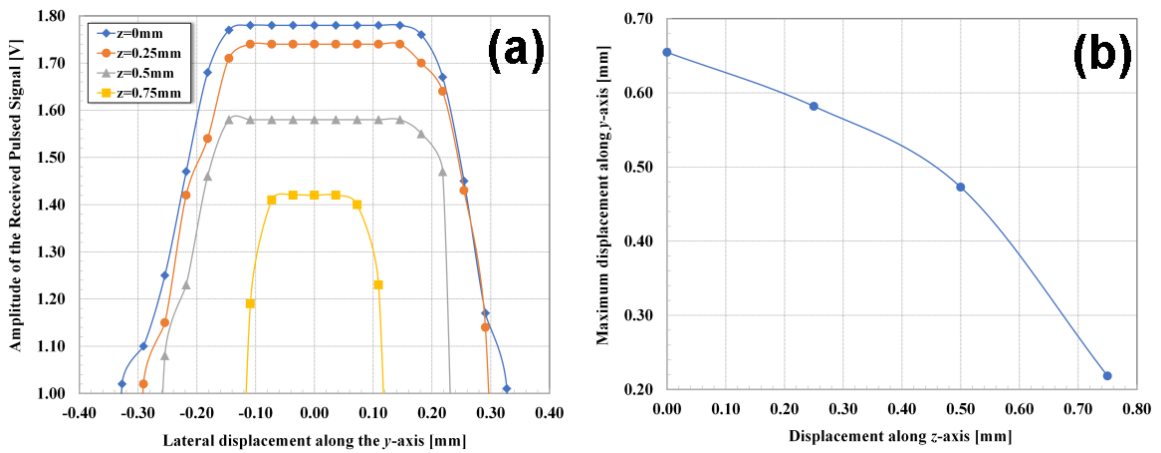 (a)
z=0mm
z=0.25mm
z=0.5mm
z=0.75mm
Amplitude of the Received Pulsed Signal [V]
1.80
1.70
1.60
1.50
1.40
1.30
1.20
1.10
1.00
-0.40 -0.30 -0.20 -0.10 0.00 0.10 0.20 0.30 0.40
Lateral displacement along the y-axis [mm]
(b)
Maximum displacement along y-axis [mm]
0.70
0.60
0.50
0.40
0.30
0.20
0.00 0.10 0.20 0.30 0.40 0.50 0.60 0.70 0.80
Displacement along z-axis [mm]